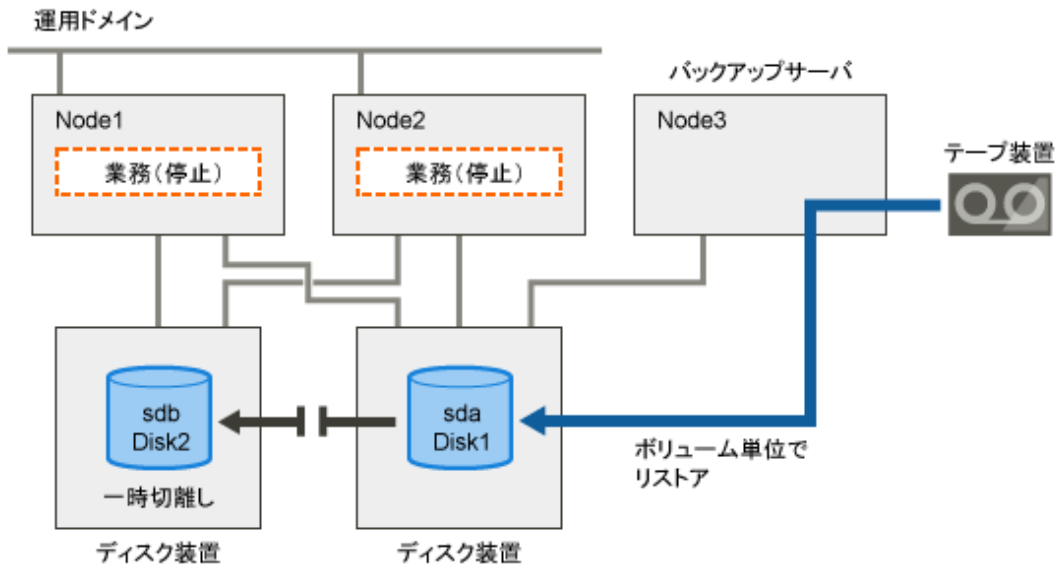 運用ドメイン
バックアップサーバ
Node1
業務(停止)
Node2
業務(停止)
Node3
テープ装置
sdb
Disk2
一時切離し
sda
Disk1
ボリューム単位で
リストア
ディスク装置
ディスク装置